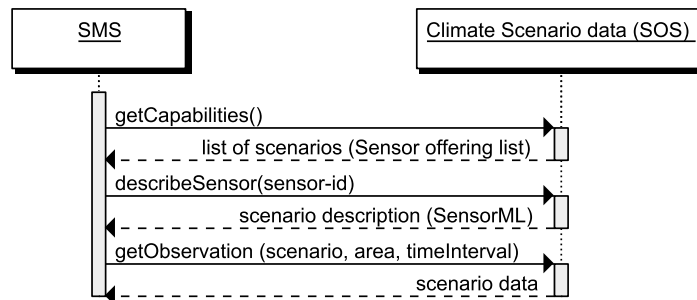 SMS
Climate Scenario data (SOS)
getCapabilities()
list of scenarios (Sensor offering list)
describeSensor(sensor-id)
scenario description (SensorML)
getObservation (scenario, area, timeInterval)
scenario data